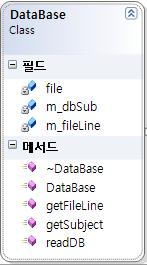 DataBase
Class
필드
file
m_dbSub
m_fileLine
메서드
~DataBase
DataBase
getFileLine
getSubject
readDB